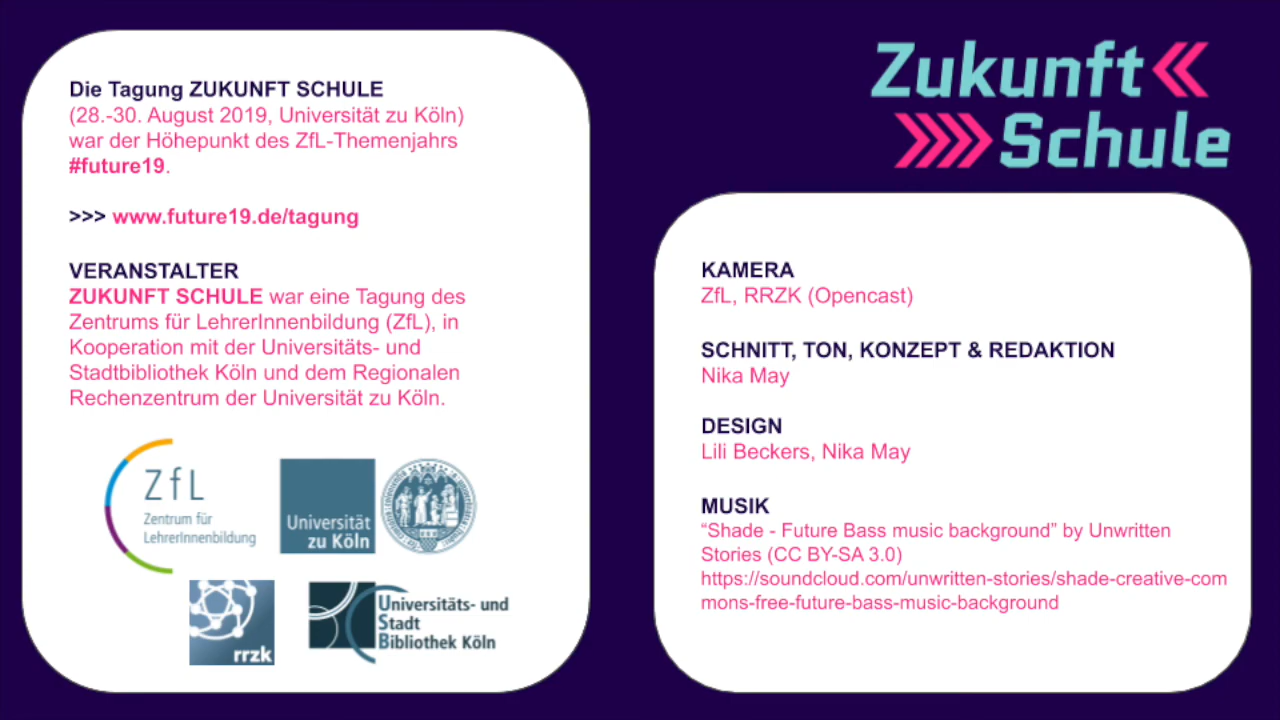 Die Tagung ZUKUNFT SCHULE
(28.-30. August 2019, Universität zu Köln)
war der Höhepunkt des ZfL-Themenjahrs
#future19.
>>> www.future19.de/tagung
VERANSTALTER
ZUKUNFT SCHULE war eine Tagung des
Zentrums für LehrerInnenbildung (ZfL), in
Kooperation mit der Universitäts- und
Stadtbibliothek Köln und dem Regionalen
Rechenzentrum der Universität zu Köln.
ZfL
Zentrum für
LehrerInnenbildung
Universität
zu Köln
rrzk
Universitäts- und
Stadt
Bibliothek Köln
Zukunft
Schule
KAMERA
ZfL, RRZK (Opencast)
SCHNITT, TON, KONZEPT & REDAKTION
Nika May
DESIGN
Lili Beckers, Nika May
MUSIK
“Shade - Future Bass music background” by Unwritten
Stories (CC BY-SA 3.0)
https://soundcloud.com/unwritten-stories/shade-creative-com
mons-free-future-bass-music-background